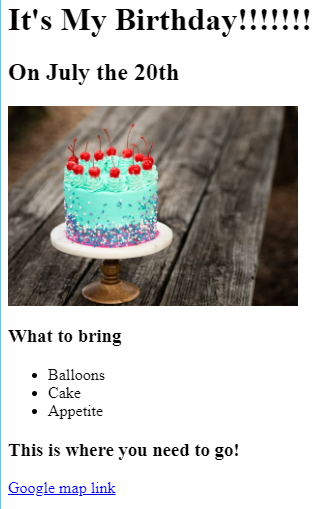 It's My Birthday!!!!!!!
On July the 20th
What to bring
Balloons
Cake
Appetite
This is where you need to go!
Google map link